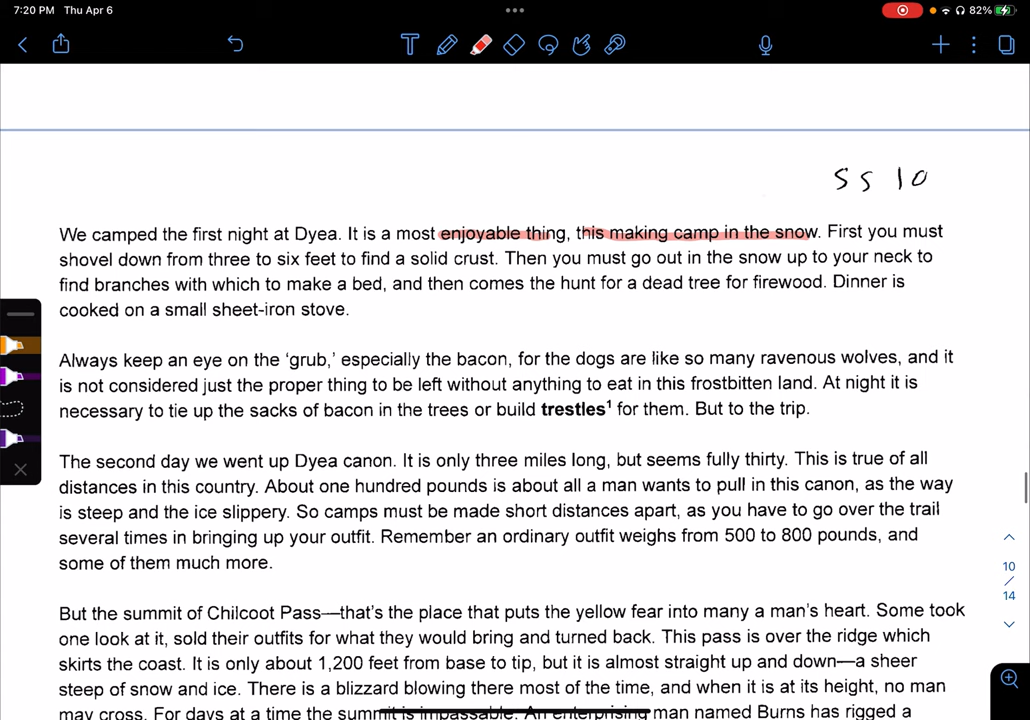 7:20 PM Thu Apr 6
82%
T
S S 10
We camped the first night at Dyea. It is a most enjoyable thing, this making camp in the snow. First you must
shovel down from three to six feet to find a solid crust. Then you must go out in the snow up to your neck to
find branches with which to make a bed, and then comes the hunt for a dead tree for firewood. Dinner is
cooked on a small sheet-iron stove.
Always keep an eye on the ‘grub,’ especially the bacon, for the dogs are like so many ravenous wolves, and it
is not considered just the proper thing to be left without anything to eat in this frostbitten land. At night it is
necessary to tie up the sacks of bacon in the trees or build trestles¹ for them. But to the trip.
The second day we went up Dyea canon. It is only three miles long, but seems fully thirty. This is true of all
distances in this country. About one hundred pounds is about all a man wants to pull in this canon, as the way
is steep and the ice slippery. So camps must be made short distances apart, as you have to go over the trail
several times in bringing up your outfit. Remember an ordinary outfit weighs from 500 to 800 pounds, and
some of them much more.
10
/
14
But the summit of Chilcoot Pass—that’s the place that puts the yellow fear into many a man’s heart. Some took
one look at it, sold their outfits for what they would bring and turned back. This pass is over the ridge which
skirts the coast. It is only about 1,200 feet from base to tip, but it is almost straight up and down—a sheer
steep of snow and ice. There is a blizzard blowing there most of the time, and when it is at its height, no man
may cross. For days at a time the summit is impassable. An enterprising man named Burns has rigged a